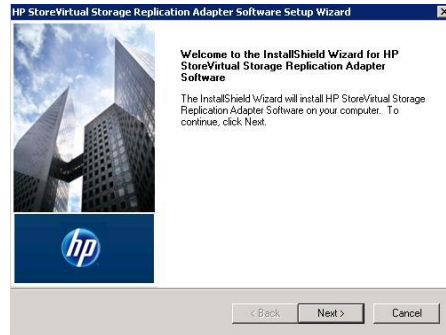 HP StoreVirtual Storage Replication Adapter Software Setup Wizard
Welcome to the InstallShield Wizard for HP
StoreVirtual Storage Replication Adapter
Software
The InstallShield Wizard will install HP StoreVirtual Storage
Replication Adapter Software on your computer. To
continue, click Next.
hp
< Back
Next >
Cancel